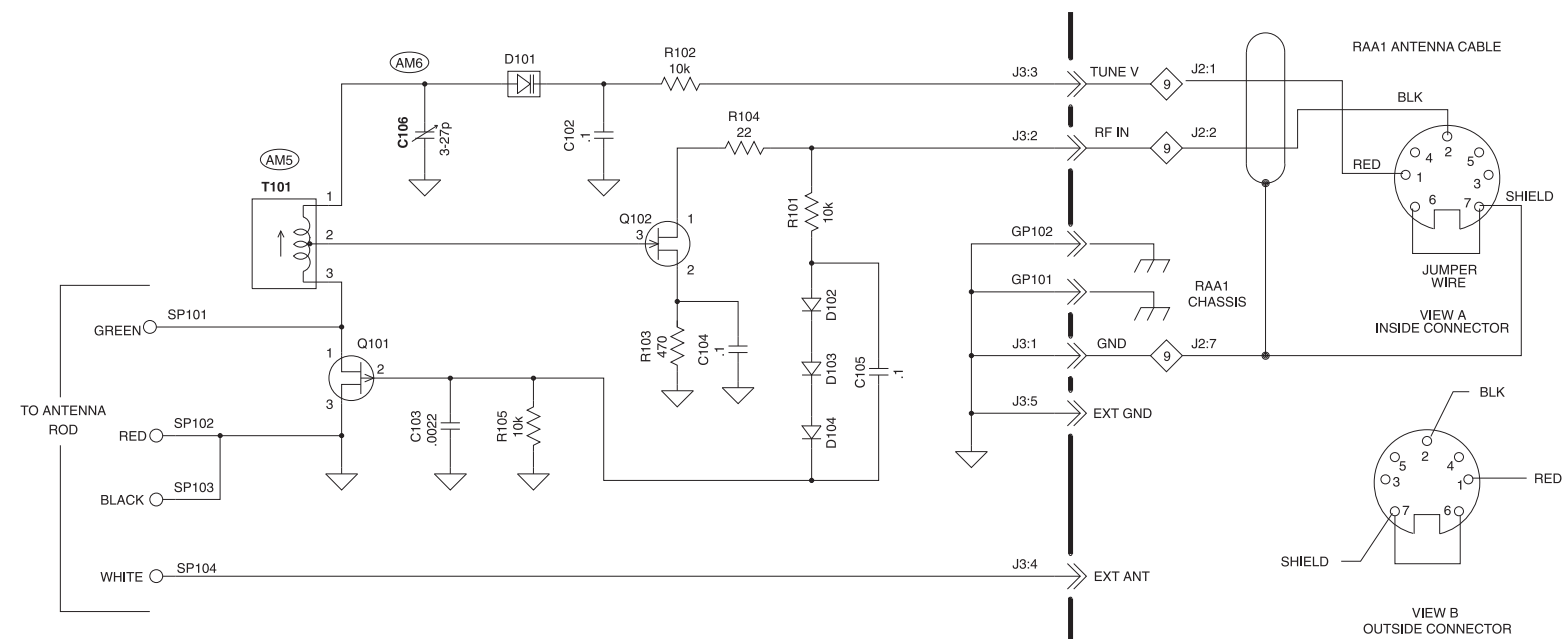 RAA1 ANTENNA CABLE
AM6
D101
R102
10k
J3:3
TUNE V
9
J2:1
C106
3-27p
C102
.1
R104
22
J3:2
RF IN
9
J2:2
BLK
RED
2
4
5
1
3
6
7
SHIELD
JUMPER
WIRE
VIEW A
INSIDE CONNECTOR
AM5
T101
1
2
3
Q102
3
1
2
R101
10k
GP102
GP101
RAA1
CHASSIS
J3:1
GND
9
J2:7
J3:5
EXT GND
D102
D103
D104
C105
.1
R103
470
C104
.1
GREEN
SP101
Q101
1
2
3
C103
.0022
R105
10k
TO ANTENNA
ROD
RED
SP102
BLACK
SP103
WHITE
SP104
J3:4
EXT ANT
BLK
2
5
4
3
1
RED
7
6
SHIELD
VIEW B
OUTSIDE CONNECTOR